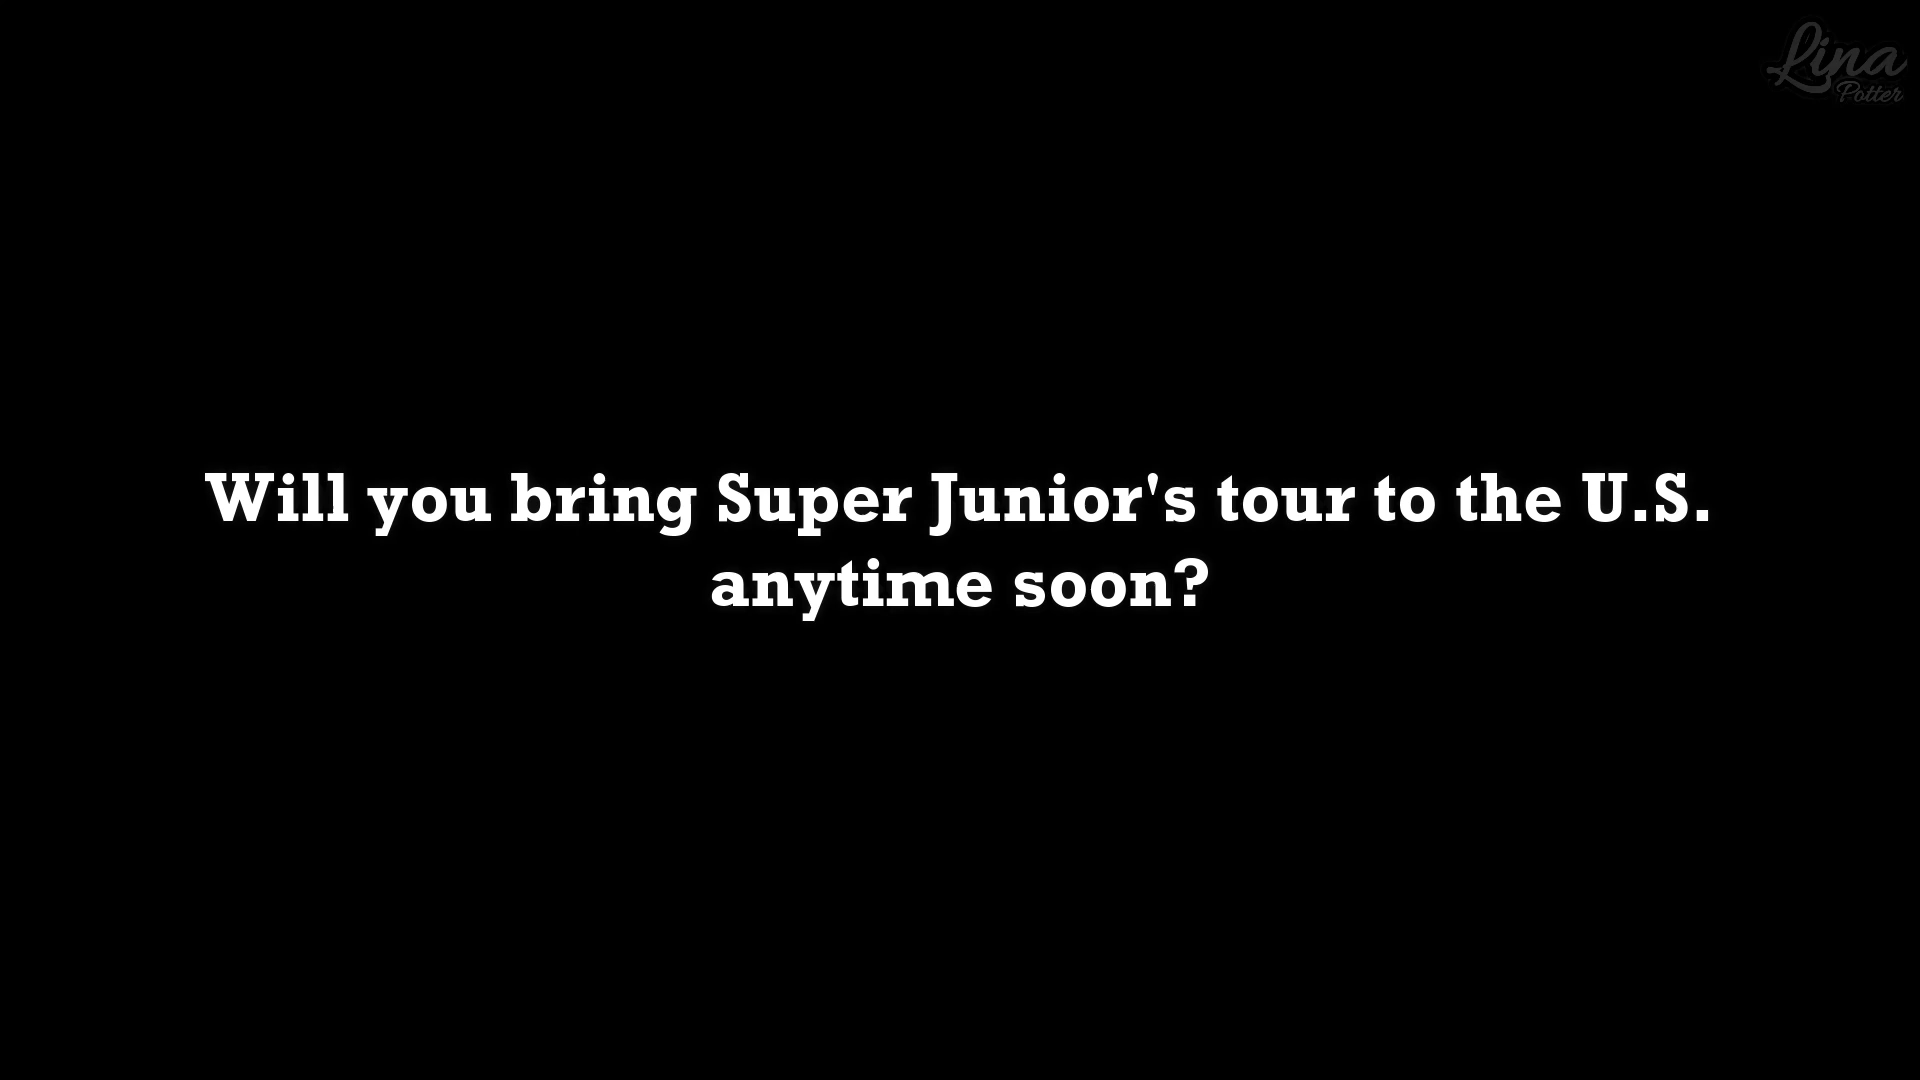 Lina
Potter
Will you bring Super Junior's tour to the U.S.
anytime soon?